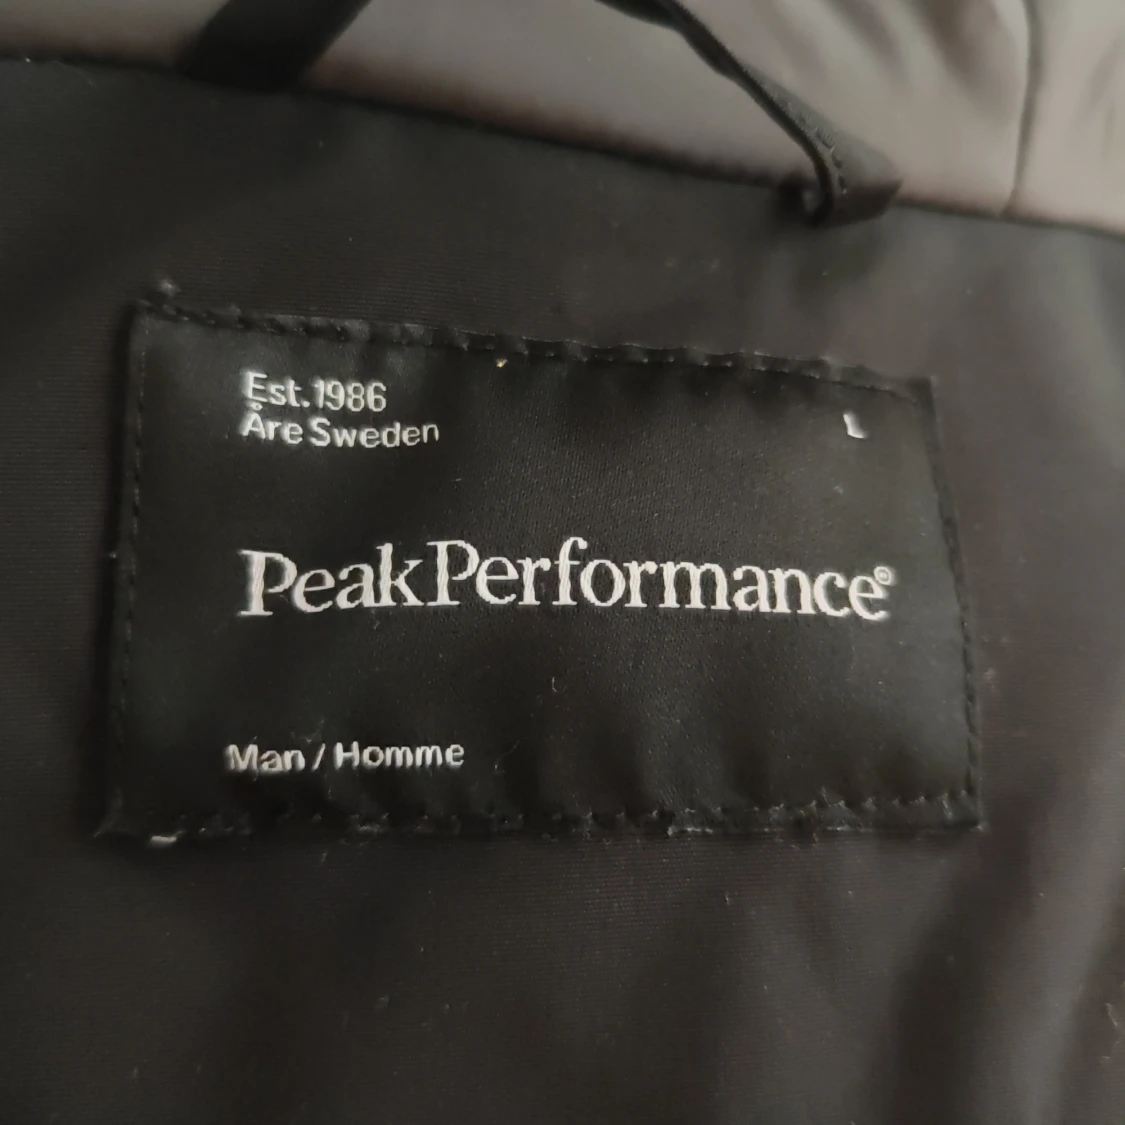 Est.1986
Åre Sweden
L
PeakPerformance®
Man / Homme